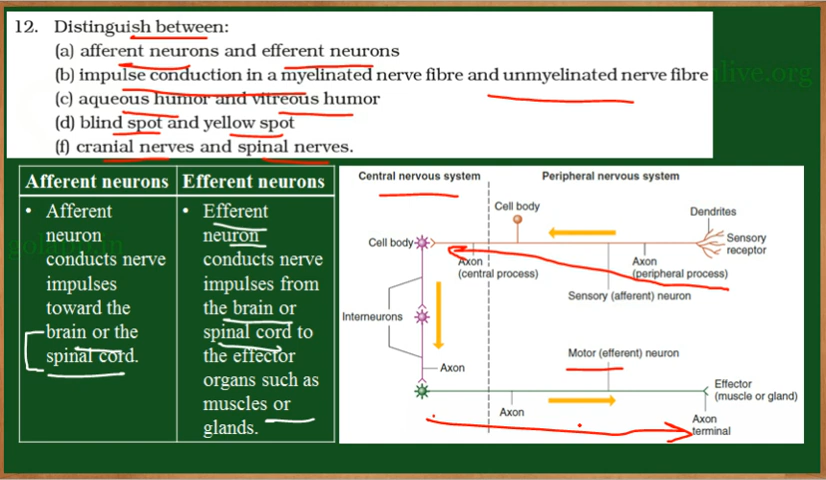 12. Distinguish between:
(a) afferent neurons and efferent neurons
(b) impulse conduction in a myelinated nerve fibre and unmyelinated nerve fibre
(c) aqueous humor and vitreous humor
(d) blind spot and yellow spot
(f) cranial nerves and spinal nerves.
live.org
Afferent neurons
• Afferent
neuron
conducts nerve
impulses
toward the
brain or the
spinal cord.
Efferent neurons
• Efferent
neuron
conducts nerve
impulses from
the brain or
spinal cord to
the effector
organs such as
muscles or
glands.
Central nervous system
Peripheral nervous system
Cell body
Dendrites
Cell body
Sensory
receptor
Axon
(central process)
Axon
(peripheral process)
Sensory (afferent) neuron
Interneurons
Motor (efferent) neuron
Axon
Effector
(muscle or gland)
Axon
Axon
terminal